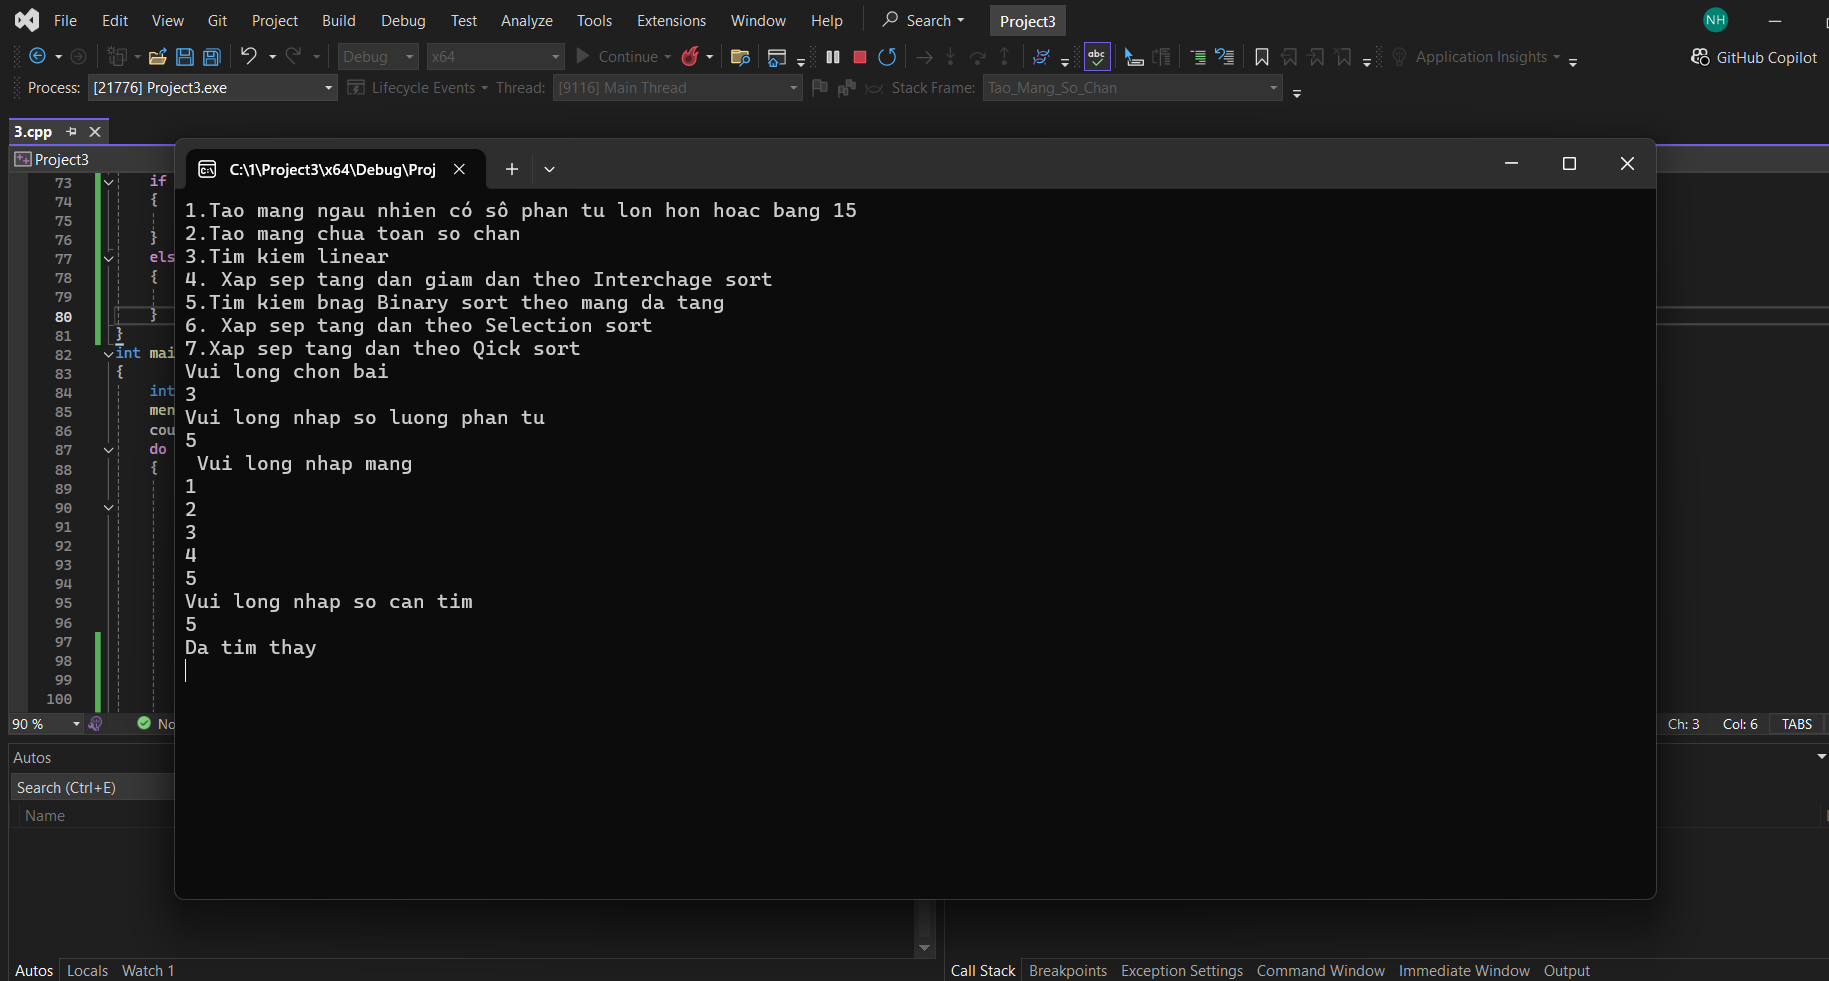 File Edit View Git Project Build Debug Test Analyze Tools Extensions Window Help Search Project3 NH
Debug x64 Continue abc Application Insights GitHub Copilot
Process: [21776] Project3.exe Lifecycle Events Thread: [9116] Main Thread Stack Frame: Tao_Mang_So_Chan
3.cpp
Project3
C:\1\Project3\x64\Debug\Proj
73 if
74 {
75
76 }
77 els
78 {
79
80 }
81 }
82 int mai
83 {
84 int
85 men
86 cou
87 do
88 {
89
90
91
92
93
94
95
96
97
98
99
100
1.Tao mang ngau nhien có sô phan tu lon hon hoac bang 15
2.Tao mang chua toan so chan
3.Tim kiem linear
4. Xap sep tang dan giam dan theo Interchage sort
5.Tim kiem bnag Binary sort theo mang da tang
6. Xap sep tang dan theo Selection sort
7.Xap sep tang dan theo Qick sort
Vui long chon bai
3
Vui long nhap so luong phan tu
5
Vui long nhap mang
1
2
3
4
5
Vui long nhap so can tim
5
Da tim thay
90 % No Ch: 3 Col: 6 TABS
Autos
Search (Ctrl+E)
Name
Autos Locals Watch 1
Call Stack Breakpoints Exception Settings Command Window Immediate Window Output